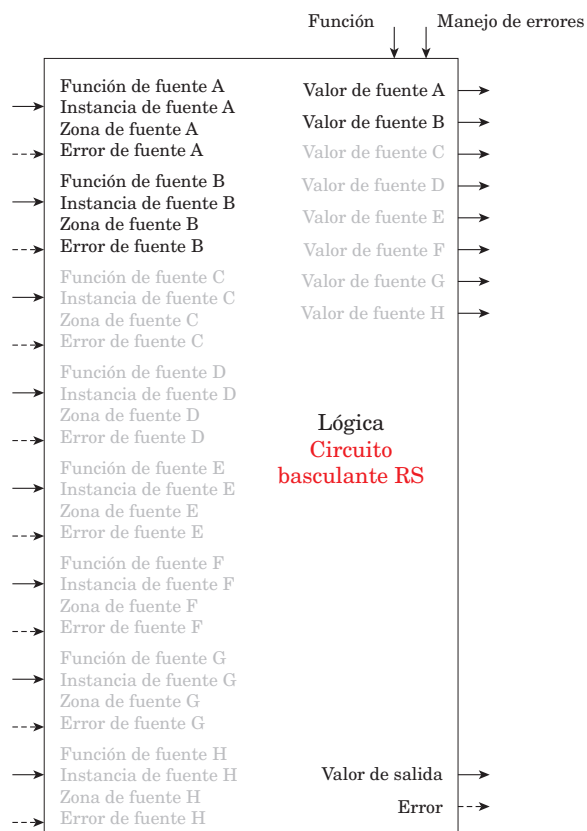 Función
Manejo de errores
Función de fuente A
Instancia de fuente A
Zona de fuente A
Error de fuente A
Función de fuente B
Instancia de fuente B
Zona de fuente B
Error de fuente B
Función de fuente C
Instancia de fuente C
Zona de fuente C
Error de fuente C
Función de fuente D
Instancia de fuente D
Zona de fuente D
Error de fuente D
Función de fuente E
Instancia de fuente E
Zona de fuente E
Error de fuente E
Función de fuente F
Instancia de fuente F
Zona de fuente F
Error de fuente F
Función de fuente G
Instancia de fuente G
Zona de fuente G
Error de fuente G
Función de fuente H
Instancia de fuente H
Zona de fuente H
Error de fuente H
Valor de fuente A
Valor de fuente B
Valor de fuente C
Valor de fuente D
Valor de fuente E
Valor de fuente F
Valor de fuente G
Valor de fuente H
Lógica
Circuito
basculante RS
Valor de salida
Error